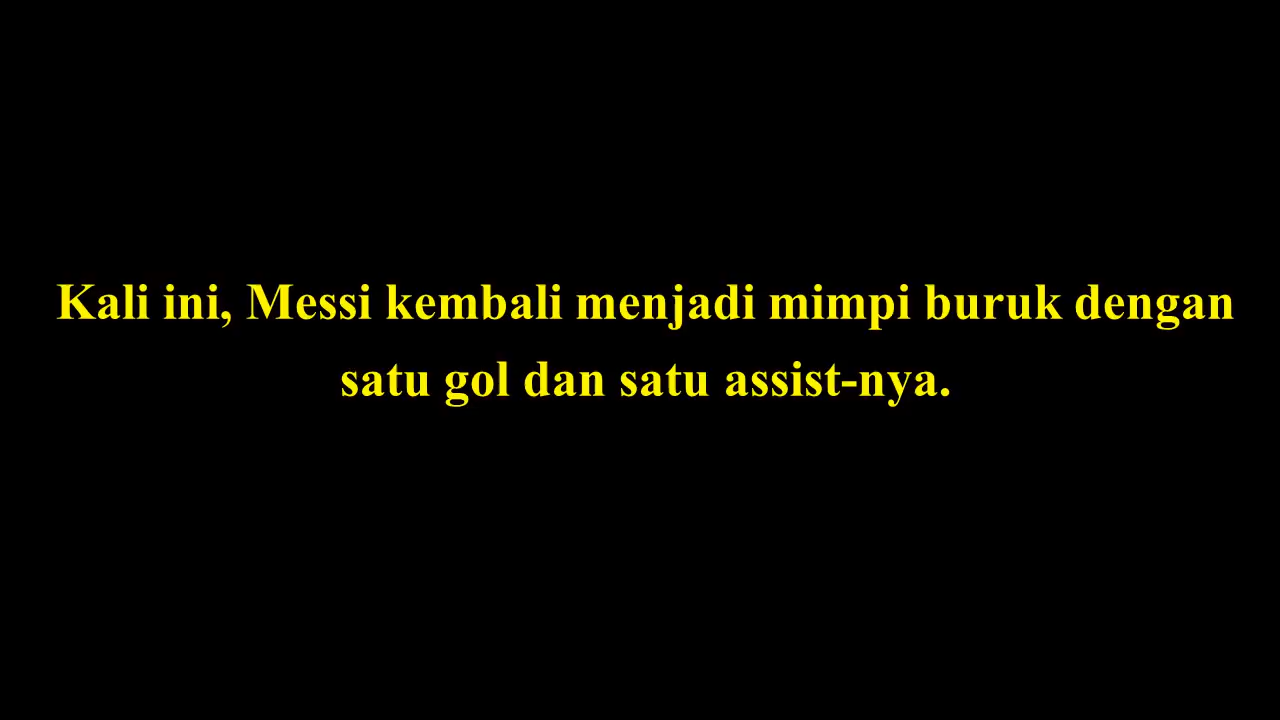 Kali ini, Messi kembali menjadi mimpi buruk dengan
satu gol dan satu assist-nya.